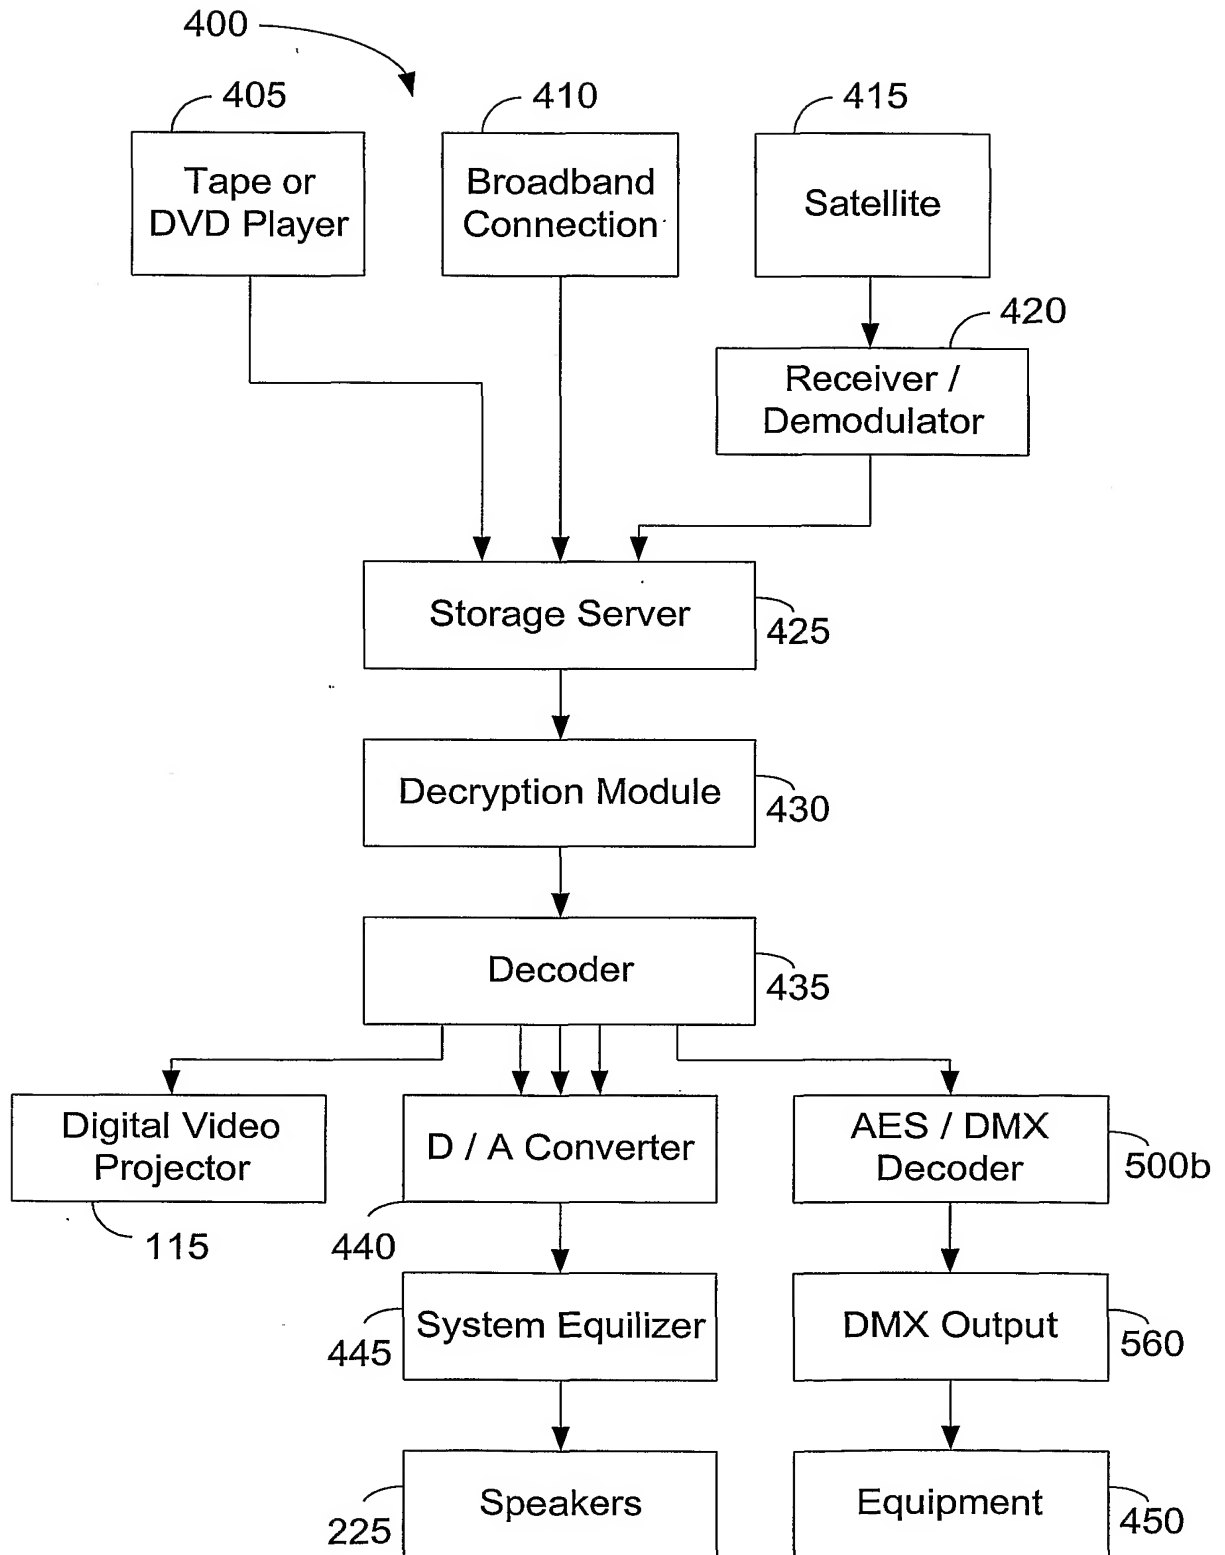 400
405
410
415
Tape or
DVD Player
Broadband
Connection
Satellite
420
Receiver /
Demodulator
Storage Server
425
Decryption Module
430
Decoder
435
Digital Video
Projector
D / A Converter
AES / DMX
Decoder
500b
115
440
System Equilizer
445
DMX Output
560
Speakers
225
Equipment
450